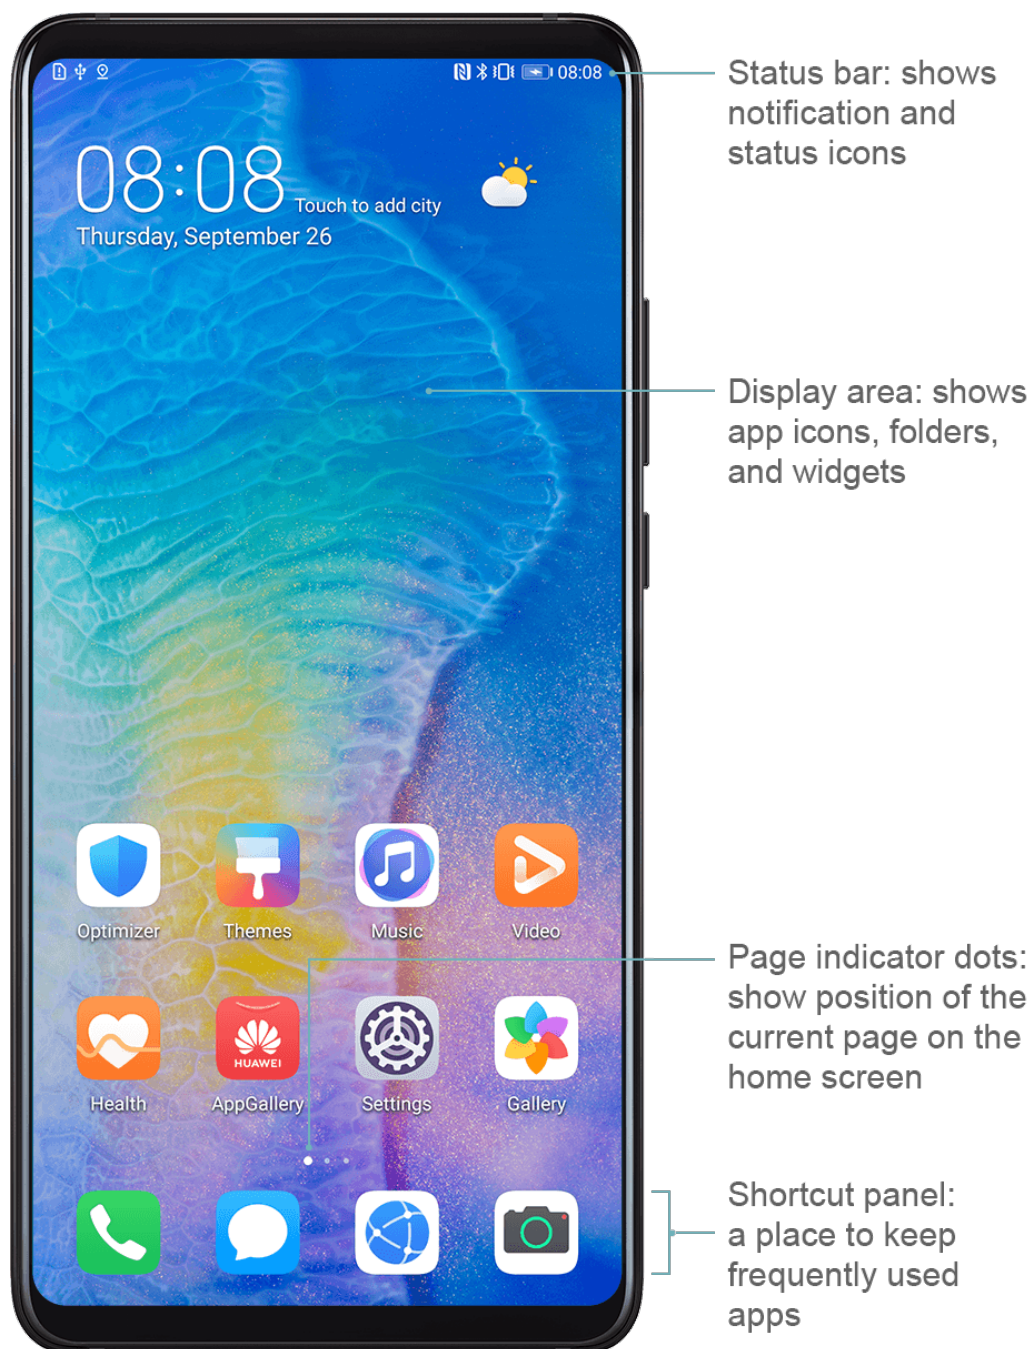 08:08
Status bar: shows
notification and
status icons
08:08
Touch to add city
Thursday, September 26
Display area: shows
app icons, folders,
and widgets
Optimizer
Themes
Music
Video
Page indicator dots:
show position of the
current page on the
home screen
HUAWEI
Health
AppGallery
Settings
Gallery
Shortcut panel:
a place to keep
frequently used
apps